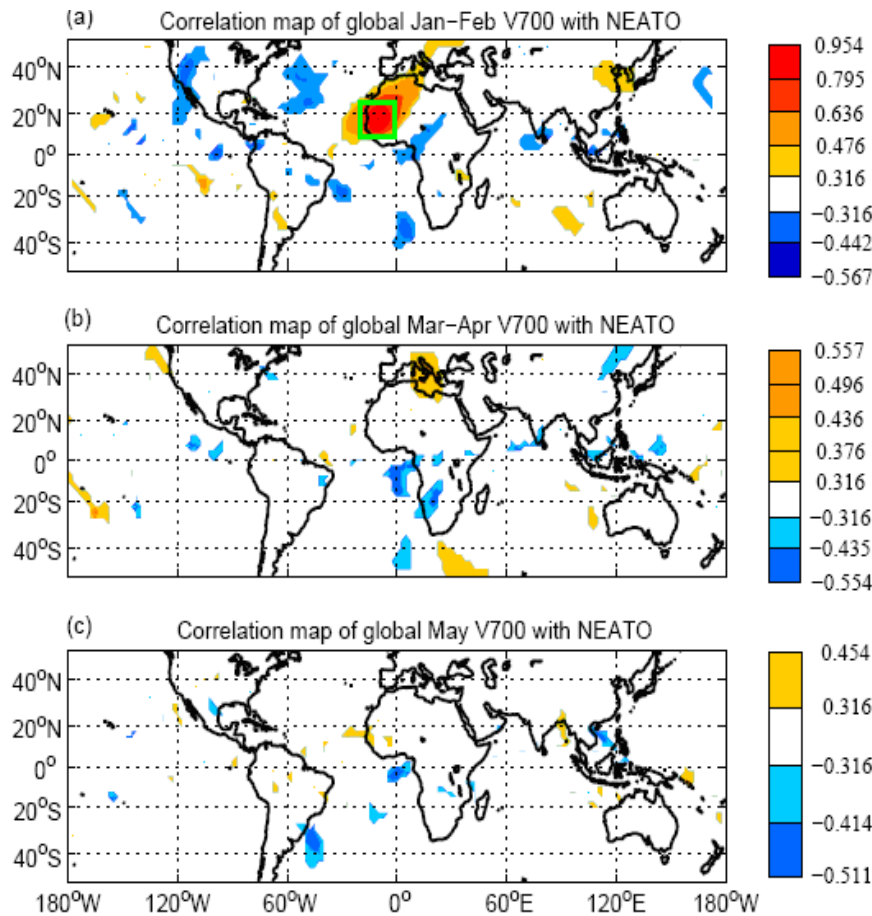 (a)
Correlation map of global Jan−Feb V700 with NEATO
40°N
20°N
0°
20°S
40°S
0.954
0.795
0.636
0.476
0.316
−0.316
−0.442
−0.567
(b)
Correlation map of global Mar−Apr V700 with NEATO
40°N
20°N
0°
20°S
40°S
0.557
0.496
0.436
0.376
0.316
−0.316
−0.435
−0.554
(c)
Correlation map of global May V700 with NEATO
40°N
20°N
0°
20°S
40°S
0.454
0.316
−0.316
−0.414
−0.511
180°W 120°W 60°W 0° 60°E 120°E 180°W